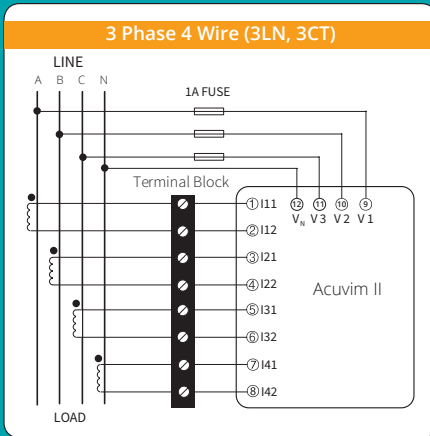 3 Phase 4 Wire (3LN, 3CT)
LINE
A B C N
1A FUSE
Terminal Block
⑫ ⑪ ⑩ ⑨
VN V3 V2 V1
① I11
② I12
③ I21
④ I22
⑤ I31
⑥ I32
⑦ I41
⑧ I42
Acuvim II
LOAD